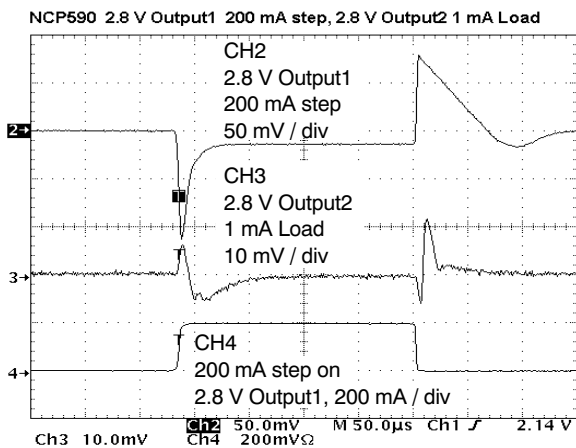 NCP590 2.8 V Output1 200 mA step, 2.8 V Output2 1 mA Load
CH2
2.8 V Output1
200 mA step
50 mV / div
2
T
CH3
2.8 V Output2
1 mA Load
10 mV / div
3
CH4
200 mA step on
2.8 V Output1, 200 mA / div
4
Ch2 50.0mV M 50.0µs Ch1 2.14 V
Ch3 10.0mV Ch4 200mVΩ